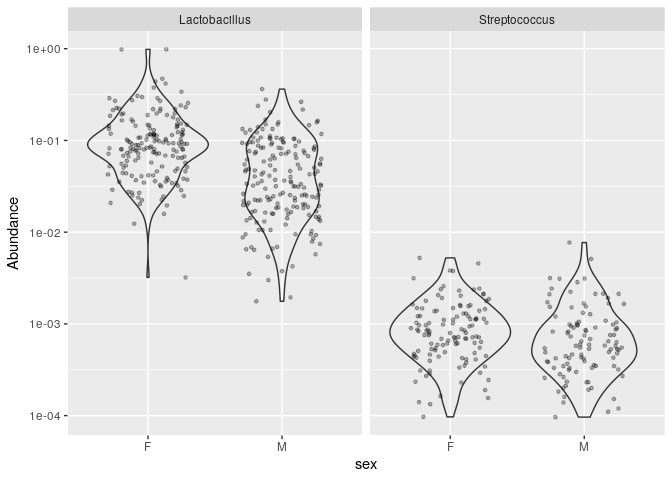 Lactobacillus
Streptococcus
Abundance
1e+00
1e-01
1e-02
1e-03
1e-04
F
M
F
M
sex